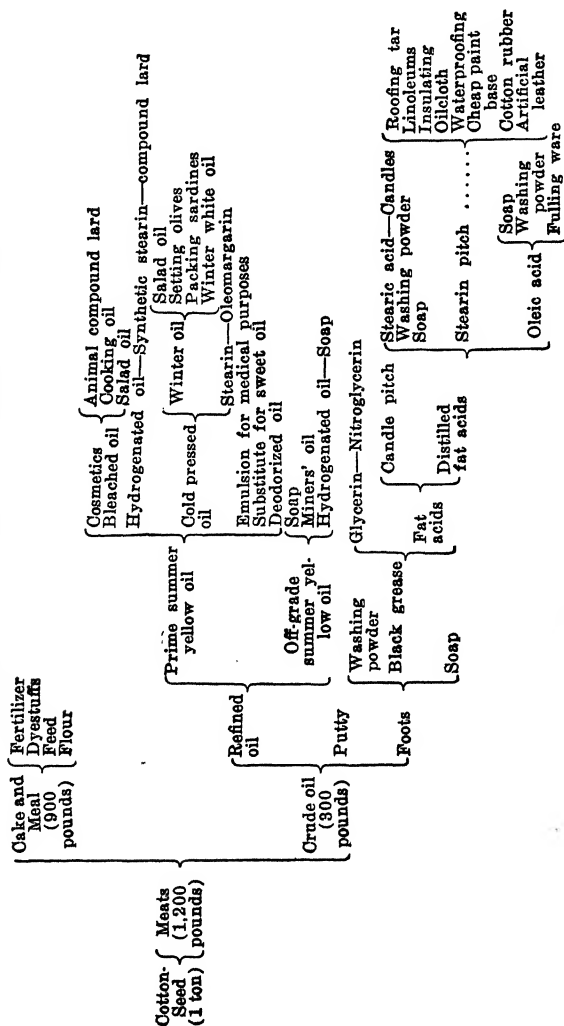 Cotton-
Seed
(1 ton)
Meats
(1,200
pounds)
Cake and
Meal
(900
pounds)
Fertilizer
Dyestuffs
Feed
Flour
Crude oil
(300
pounds)
Refined
oil
Prime summer
yellow oil
Cosmetics
Bleached oil
Animal compound lard
Cooking oil
Salad oil
Hydrogenated oil—Synthetic stearin—compound lard
Cold pressed
oil
Winter oil
Salad oil
Setting olives
Packing sardines
Winter white oil
Stearin—Oleomargarin
Emulsion for medical purposes
Substitute for sweet oil
Deodorized oil
Off-grade
summer yel-
low oil
Soap
Miners' oil
Hydrogenated oil—Soap
Putty
Foots
Washing
powder
Black grease
Glycerin—Nitroglycerin
Fat
acids
Candle pitch
Distilled
fat acids
Stearic acid—Candles
Washing powder
Soap
Stearin pitch ......
Roofing tar
Linoleums
Insulating
Oilcloth
Waterproofing
Cheap paint
base
Cotton rubber
Artificial
leather
Oleic acid
Soap
Washing
powder
Fulling ware
Soap